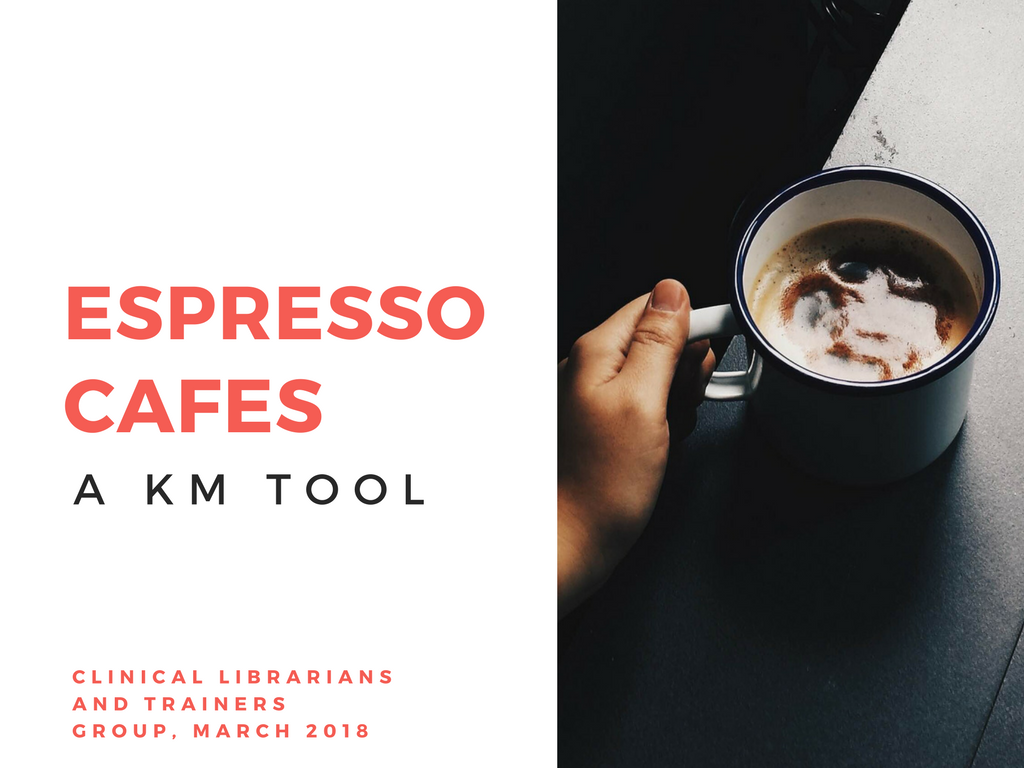 ESPRESSO
CAFES
A KM TOOL
CLINICAL LIBRARIANS
AND TRAINERS
GROUP, MARCH 2018